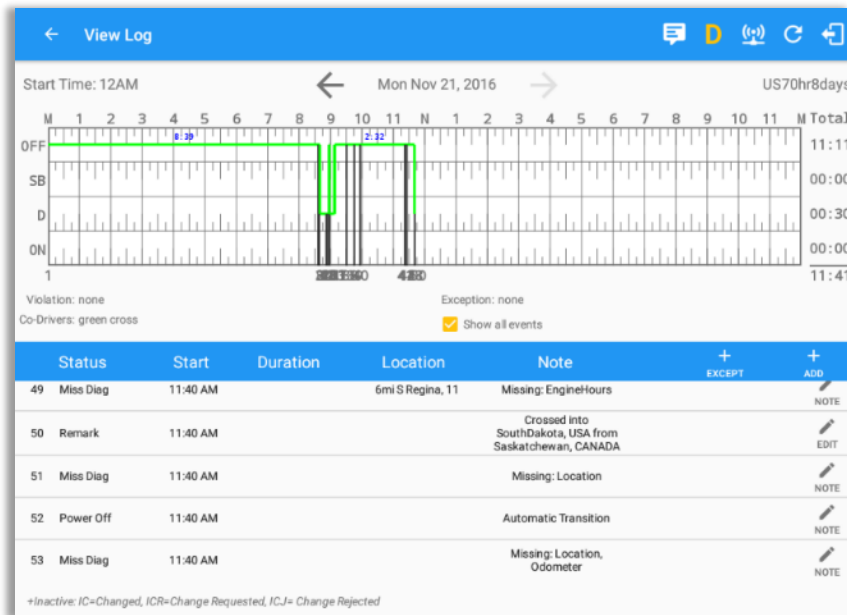 View Log
D
Start Time: 12AM
Mon Nov 21, 2016
US70hr8days
M 1 2 3 4 5 6 7 8 9 10 11 N 1 2 3 4 5 6 7 8 9 10 11 M Total
8:39
2:32
OFF
11:11
SB
00:00
D
00:30
ON
00:00
1
11:41
Violation: none
Exception: none
Co-Drivers: green cross
Show all events
Status Start Duration Location Note + EXCEPT + ADD
49 Miss Diag 11:40 AM 6mi S Regina, 11 Missing: EngineHours
NOTE
50 Remark 11:40 AM
Crossed into
SouthDakota, USA from
Saskatchewan, CANADA
EDIT
51 Miss Diag 11:40 AM Missing: Location
NOTE
52 Power Off 11:40 AM Automatic Transition
NOTE
53 Miss Diag 11:40 AM
Missing: Location,
Odometer
NOTE
+Inactive: IC=Changed, ICR=Change Requested, ICJ= Change Rejected